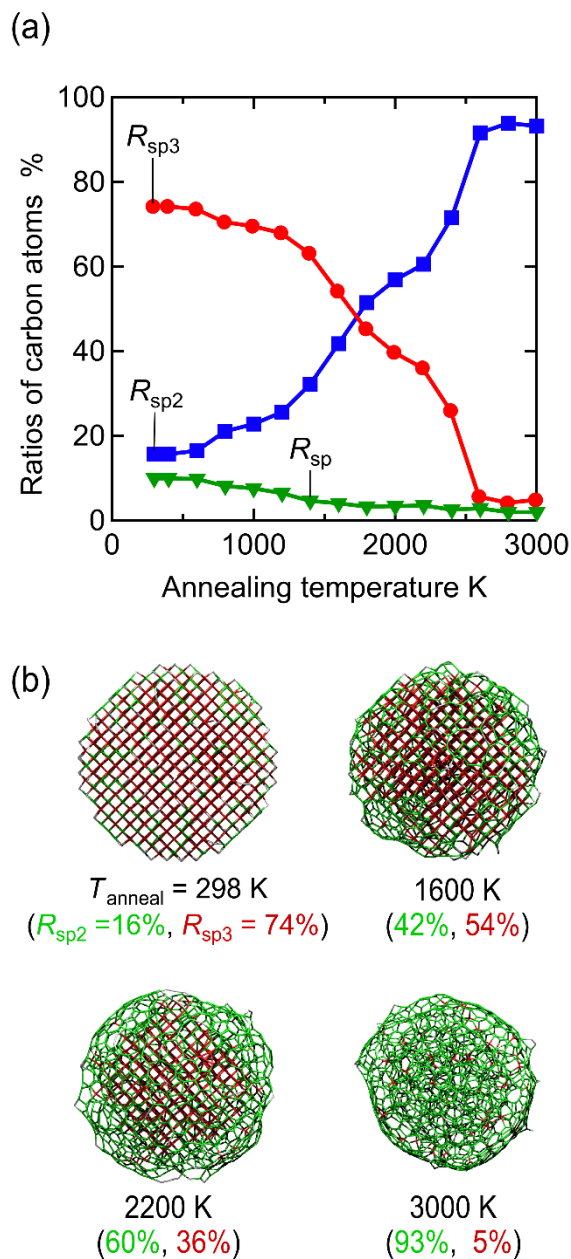 (a)
100
80
60
40
20
0
Ratios of carbon atoms %
Rsp3
Rsp2
Rsp
0 1000 2000 3000
Annealing temperature K
(b)
Tanneal = 298 K
(Rsp2 =16%, Rsp3 = 74%)
1600 K
(42%, 54%)
2200 K
(60%, 36%)
3000 K
(93%, 5%)